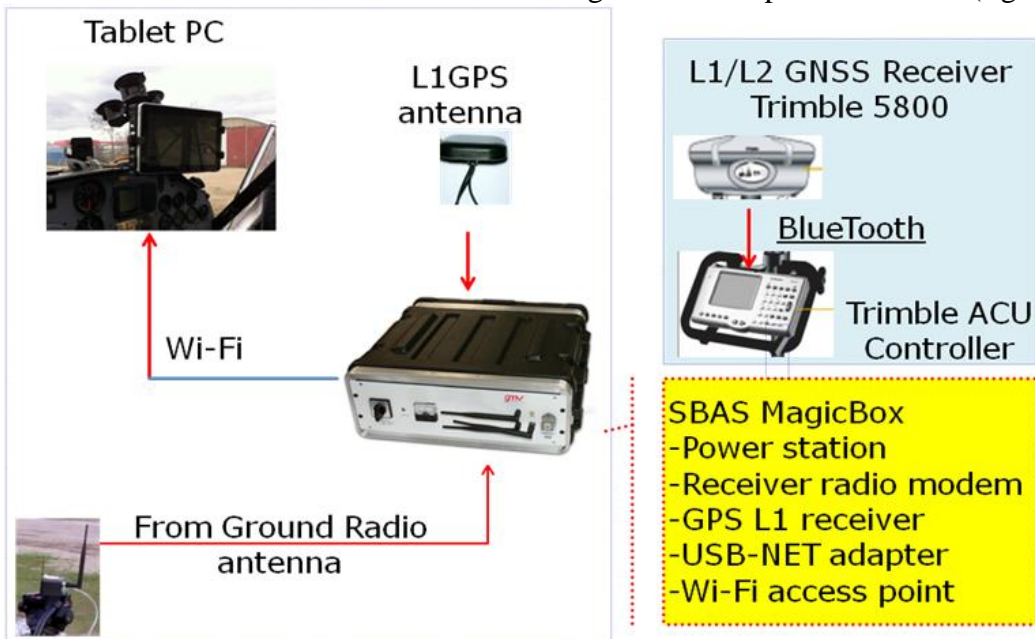 Tablet PC
L1GPS
antenna
Wi-Fi
gmv
From Ground Radio
antenna
L1/L2 GNSS Receiver
Trimble 5800
BlueTooth
Trimble ACU
Controller
SBAS MagicBox
-Power station
-Receiver radio modem
-GPS L1 receiver
-USB-NET adapter
-Wi-Fi access point